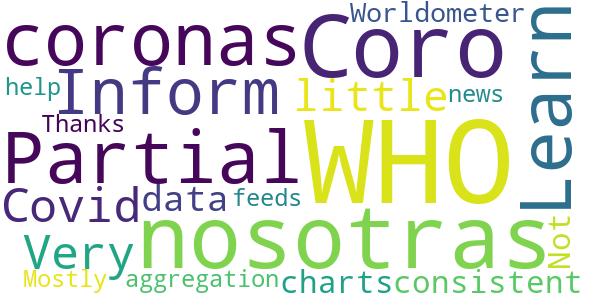 Worldometer
coronas
Coro
Learn
help
Inform
little
news
Thanks
Partial
WHO
Covid
data
feeds
nosotras
Very
Not
Mostly
aggregation
charts
consistent